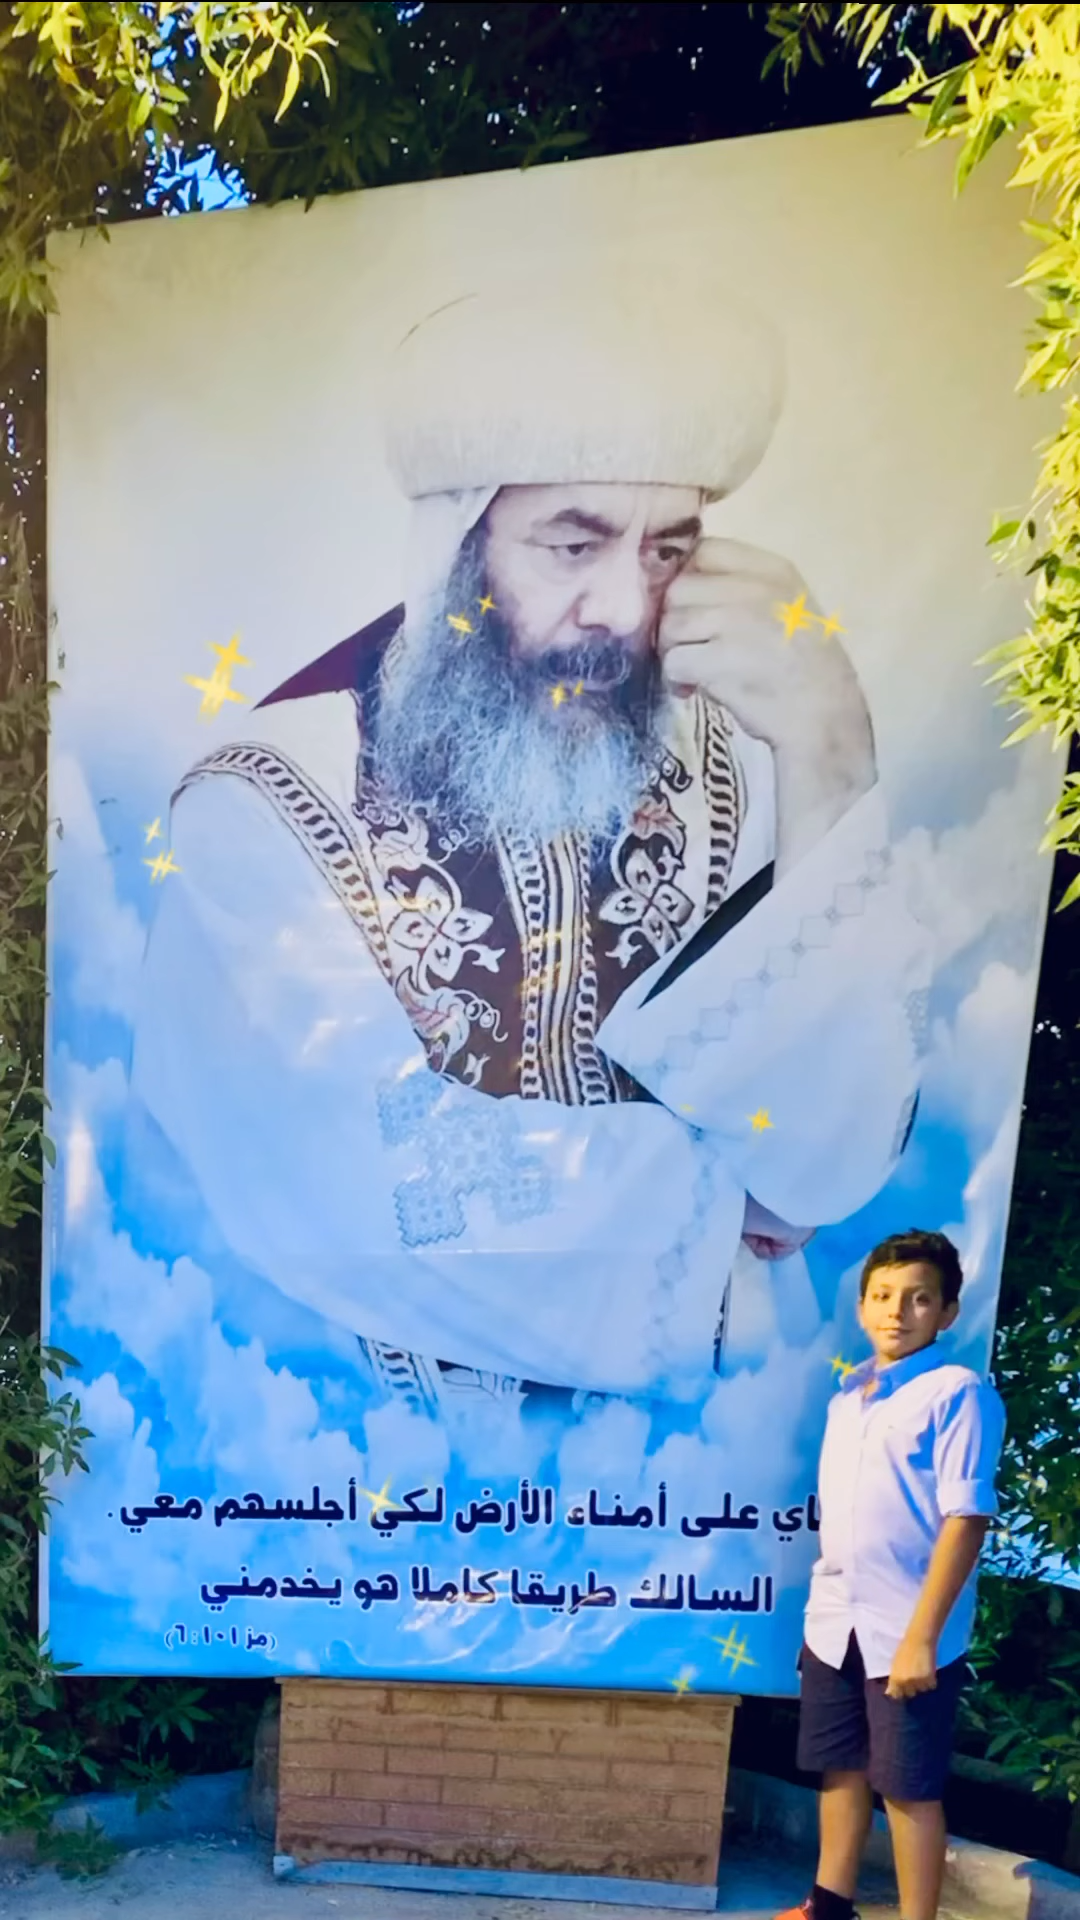 على أمناء الأرض لكي أجلسهم معي.
السالك طريقا كاملا هو يخدمني
(مز ١٠١ : ٦)